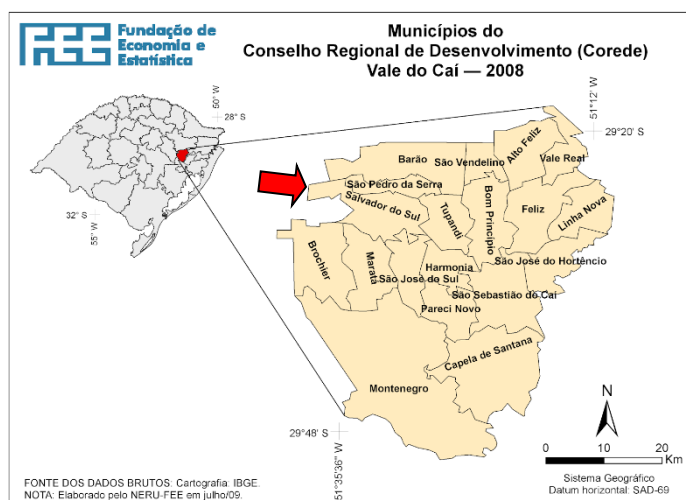 FEE
Fundação de
Economia e
Estatística
Municípios do
Conselho Regional de Desenvolvimento (Corede)
Vale do Caí — 2008
50° W
28° S
32° S
55° W
51°12' W
29°20' S
Barão
São Vendelino
Alto Feliz
Vale Real
São Pedro da Serra
Salvador do Sul
Tupandi
Bom Princípio
Feliz
Linha Nova
Brochier
Maratá
São José do Sul
Harmonia
São José do Hortêncio
São Sebastião do Caí
Pareci Novo
Capela de Santana
Montenegro
29°48' S
51°35'36" W
N
0 10 20
Km
Sistema Geográfico
Datum horizontal: SAD-69
FONTE DOS DADOS BRUTOS: Cartografia: IBGE.
NOTA: Elaborado pelo NERU-FEE em julho/09.